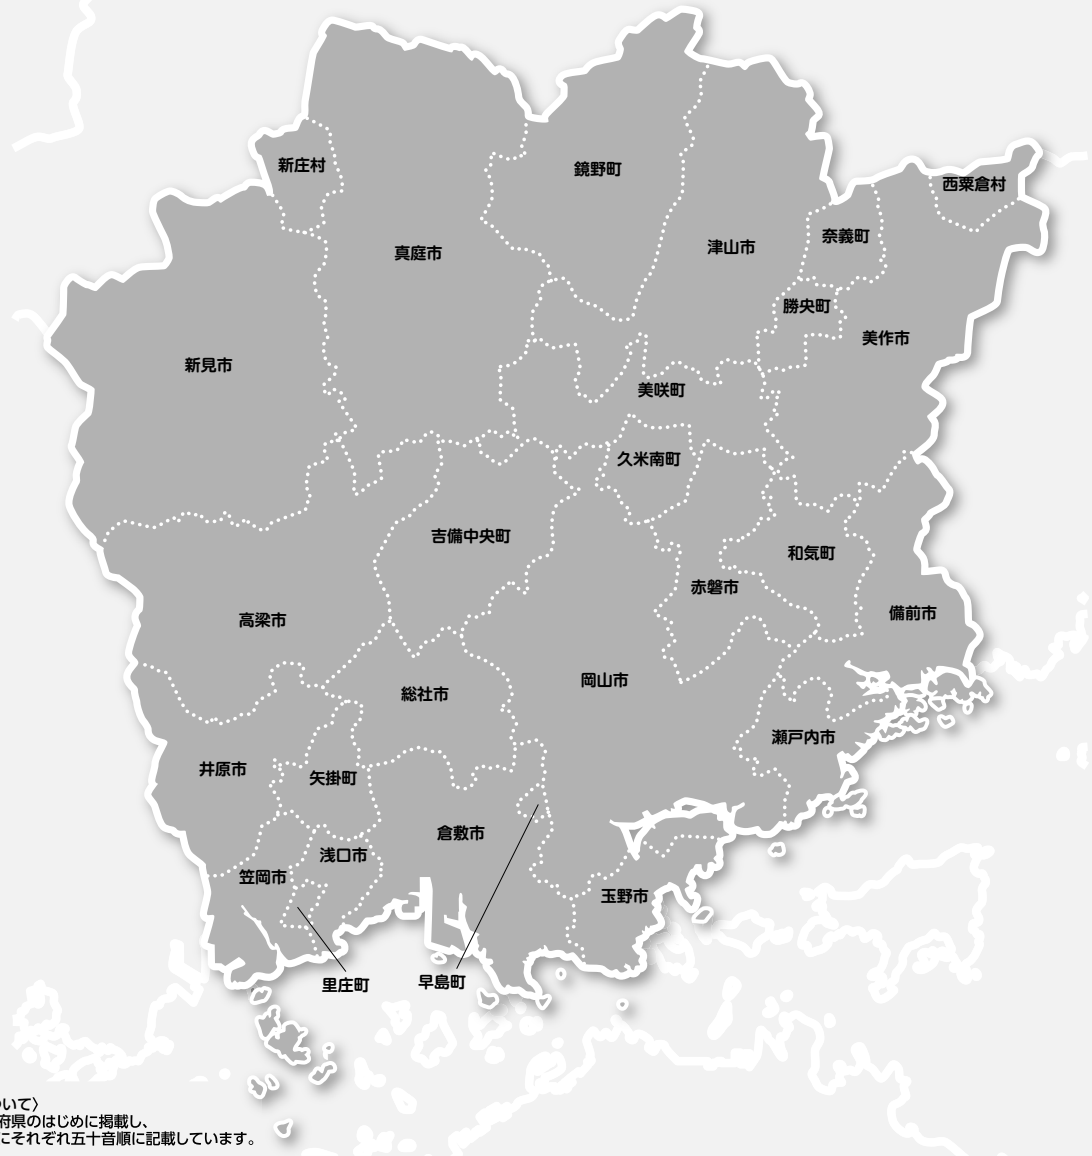 新庄村
鏡野町
西粟倉村
奈義町
津山市
真庭市
勝央町
美作市
新見市
美咲町
久米南町
吉備中央町
和気町
赤磐市
備前市
高梁市
岡山市
総社市
瀬戸内市
井原市
矢掛町
倉敷市
浅口市
笠岡市
玉野市
早島町
里庄町
ついて〉
府県のはじめに掲載し、
にそれぞれ五十音順に記載しています。